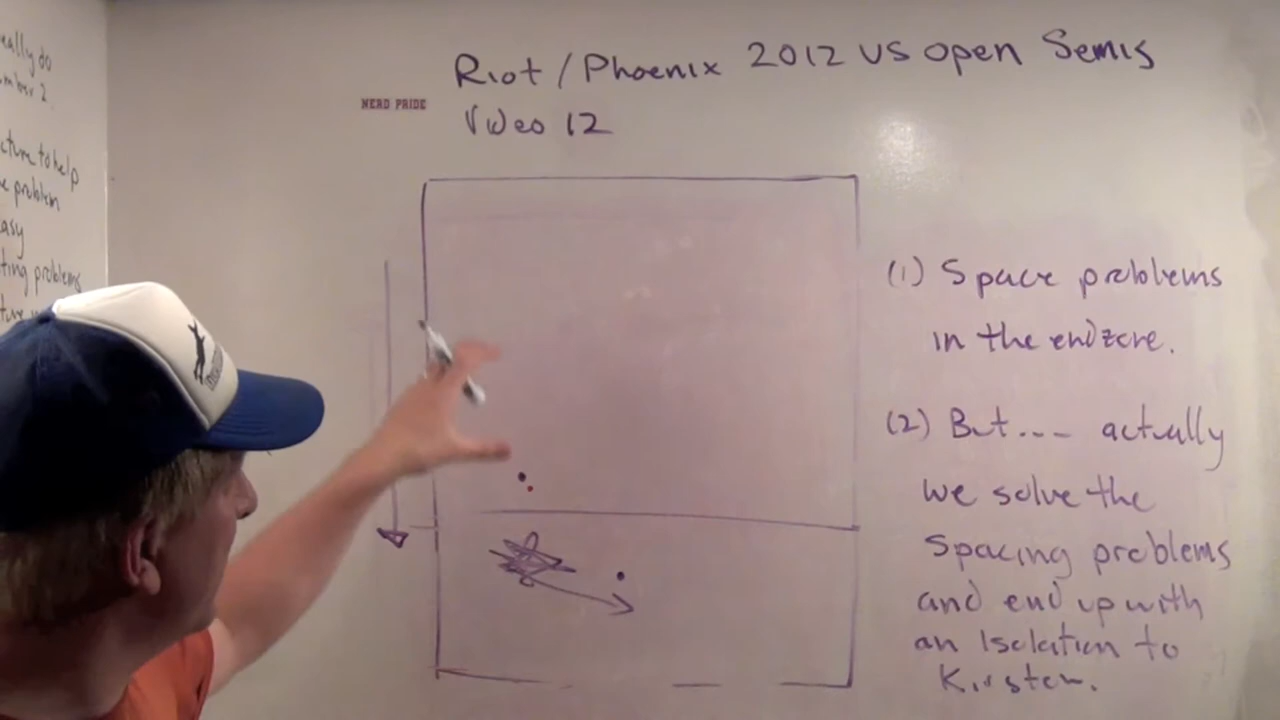 eally do
mber 2
cture to help
e problem
asy
ting problems
Riot / Phoenix 2012 US Open Semis
NERD PRIDE
Video 12
(1) Space problems
in the endzone.
(2) But.... actually
we solve the
spacing problems
and end up with
an Isolation to
Kirsten.